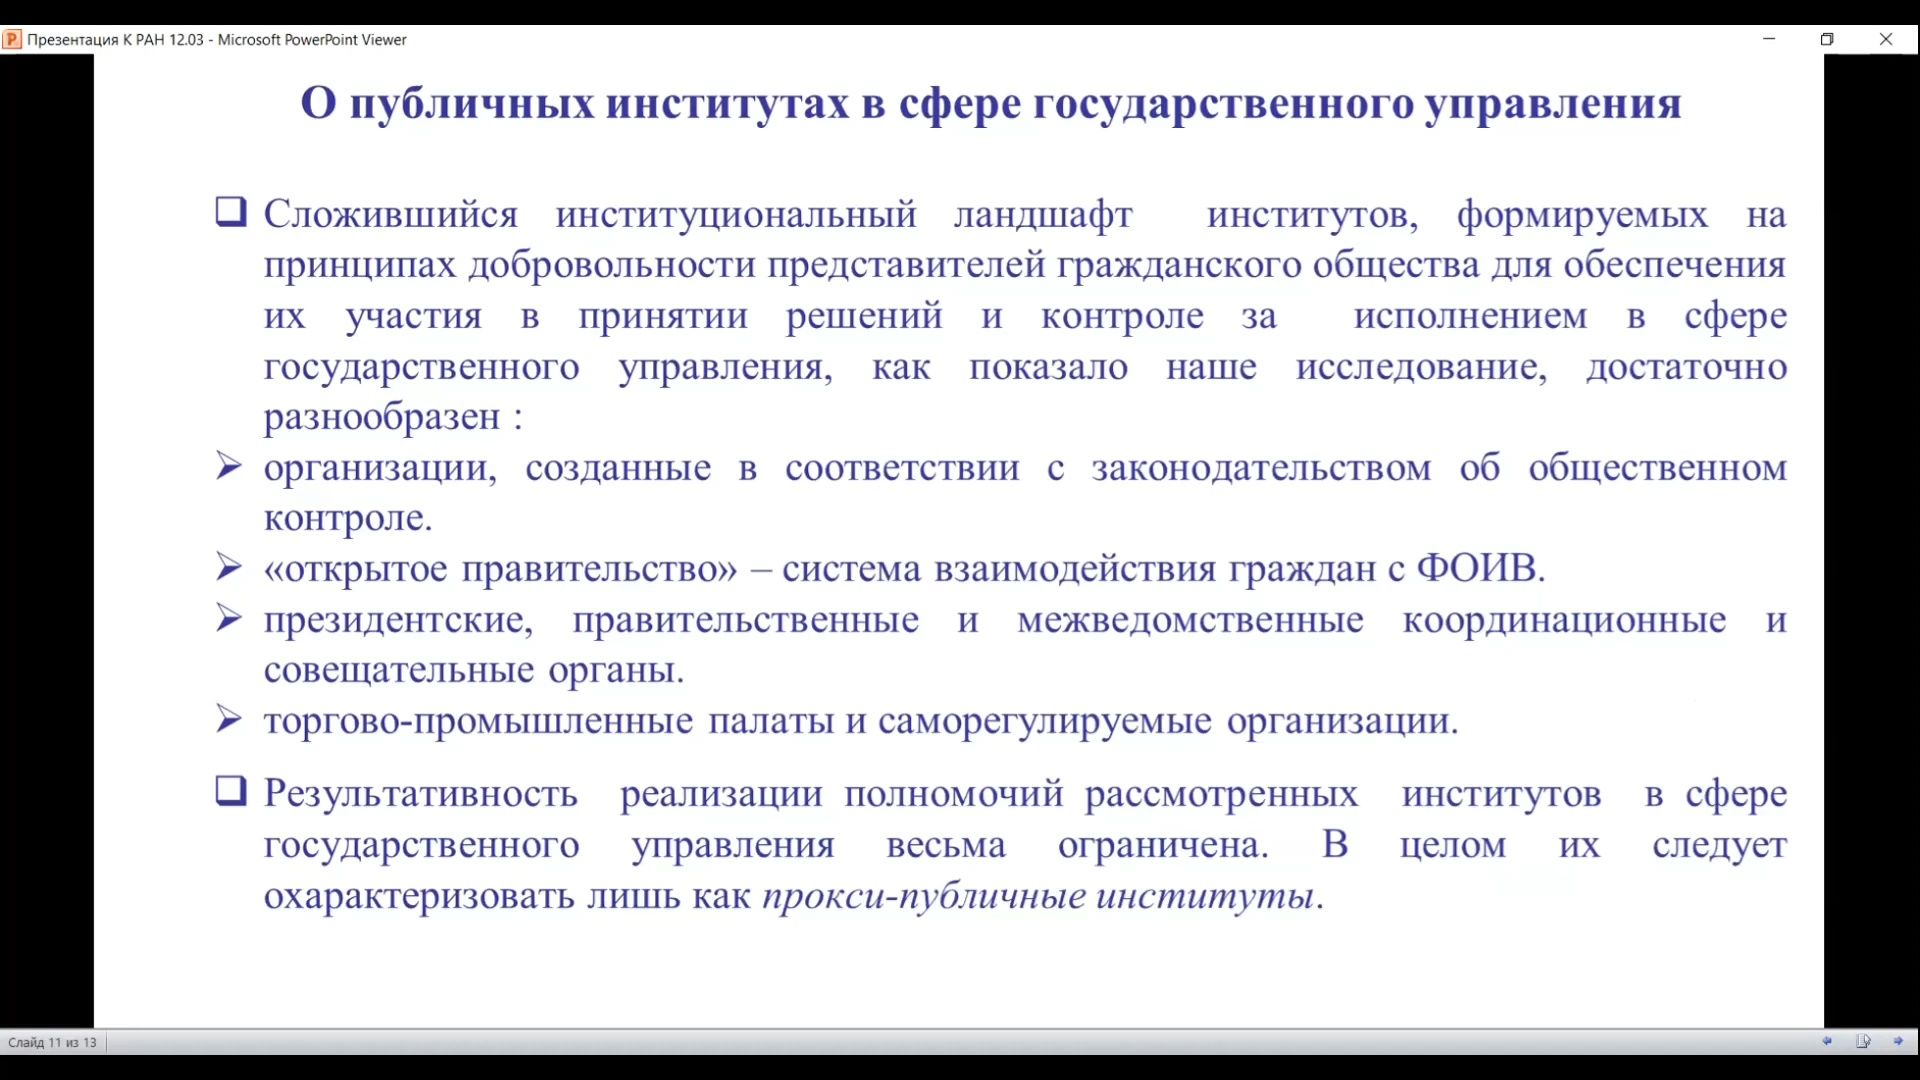 Презентация К РАН 12.03 - Microsoft PowerPoint Viewer
О публичных институтах в сфере государственного управления
Сложившийся институциональный ландшафт институтов, формируемых на
принципах добровольности представителей гражданского общества для обеспечения
их участия в принятии решений и контроле за исполнением в сфере
государственного управления, как показало наше исследование, достаточно
разнообразен :
организации, созданные в соответствии с законодательством об общественном
контроле.
«открытое правительство» – система взаимодействия граждан с ФОИВ.
президентские, правительственные и межведомственные координационные и
совещательные органы.
торгово-промышленные палаты и саморегулируемые организации.
Результативность реализации полномочий рассмотренных институтов в сфере
государственного управления весьма ограничена. В целом их следует
охарактеризовать лишь как прокси-публичные институты.
Слайд 11 из 13